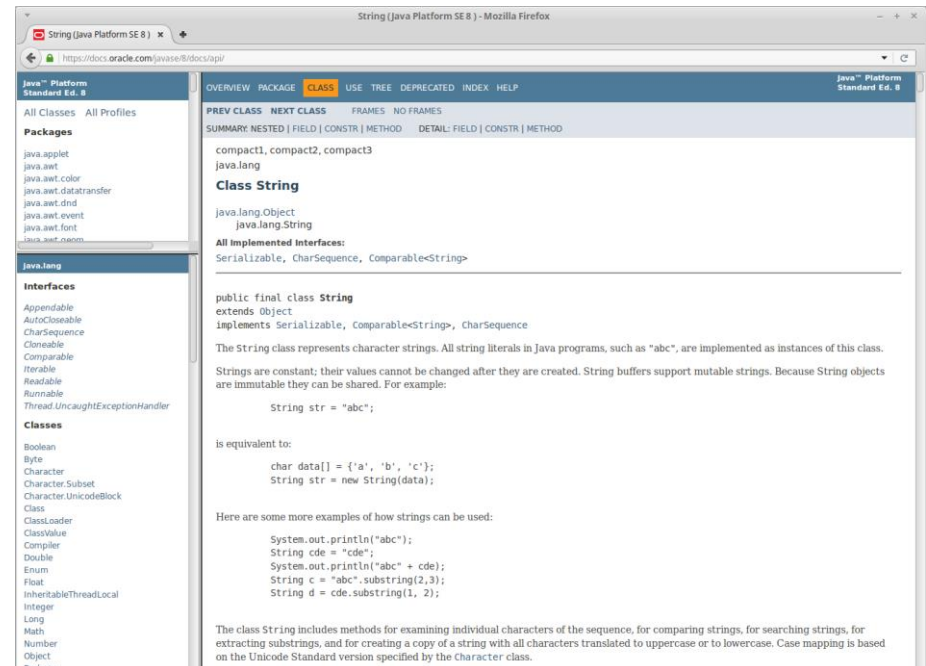 String (Java Platform SE 8 ) - Mozilla Firefox
String (Java Platform SE 8 )
https://docs.oracle.com/javase/8/docs/api/
Java™ Platform
Standard Ed. 8
All Classes All Profiles
Packages
java.applet
java.awt
java.awt.color
java.awt.datatransfer
java.awt.dnd
java.awt.event
java.awt.font
java.awt.geom
java.lang
Interfaces
Appendable
AutoCloseable
CharSequence
Cloneable
Comparable
Iterable
Readable
Runnable
Thread.UncaughtExceptionHandler
Classes
Boolean
Byte
Character
Character.Subset
Character.UnicodeBlock
Class
ClassLoader
ClassValue
Compiler
Double
Enum
Float
InheritableThreadLocal
Integer
Long
Math
Number
Object
OVERVIEW PACKAGE CLASS USE TREE DEPRECATED INDEX HELP
Java™ Platform
Standard Ed. 8
PREV CLASS NEXT CLASS FRAMES NO FRAMES
SUMMARY: NESTED | FIELD | CONSTR | METHOD DETAIL: FIELD | CONSTR | METHOD
compact1, compact2, compact3
java.lang
Class String
java.lang.Object
java.lang.String
All Implemented Interfaces:
Serializable, CharSequence, Comparable<String>
public final class String
extends Object
implements Serializable, Comparable<String>, CharSequence
The String class represents character strings. All string literals in Java programs, such as "abc", are implemented as instances of this class.
Strings are constant; their values cannot be changed after they are created. String buffers support mutable strings. Because String objects
are immutable they can be shared. For example:
String str = "abc";
is equivalent to:
char data[] = {'a', 'b', 'c'};
String str = new String(data);
Here are some more examples of how strings can be used:
System.out.println("abc");
String cde = "cde";
System.out.println("abc" + cde);
String c = "abc".substring(2,3);
String d = cde.substring(1, 2);
The class String includes methods for examining individual characters of the sequence, for comparing strings, for searching strings, for
extracting substrings, and for creating a copy of a string with all characters translated to uppercase or to lowercase. Case mapping is based
on the Unicode Standard version specified by the Character class.